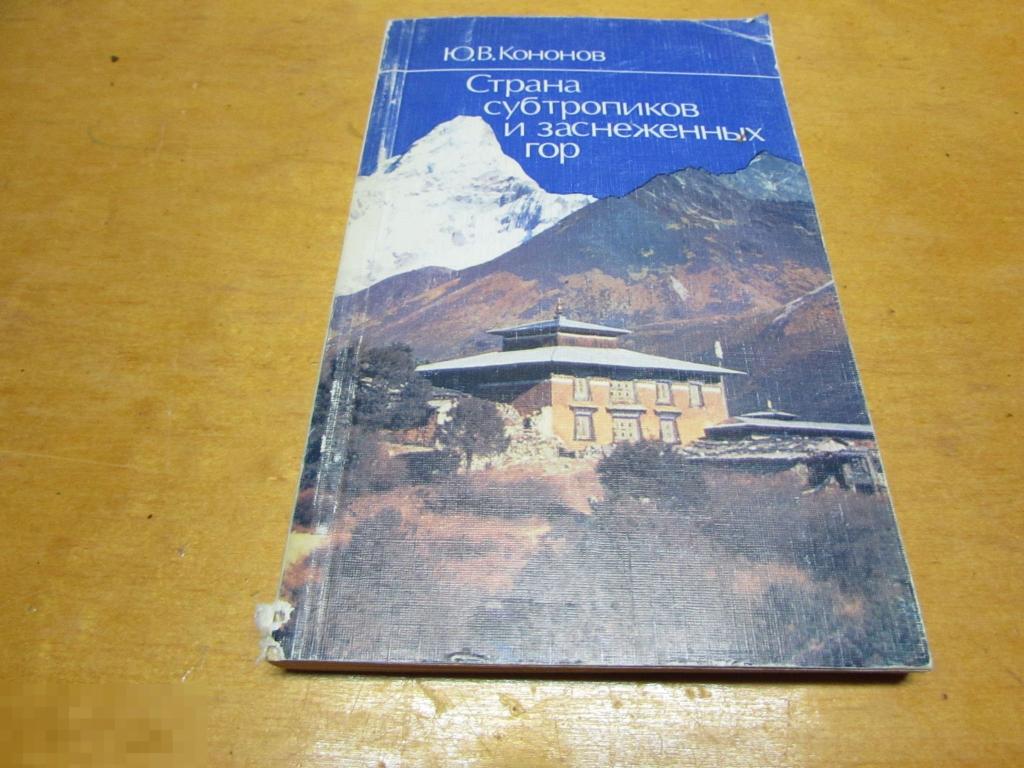 Ю.В.Кононов
Страна
субтропиков
и заснеженных
гор